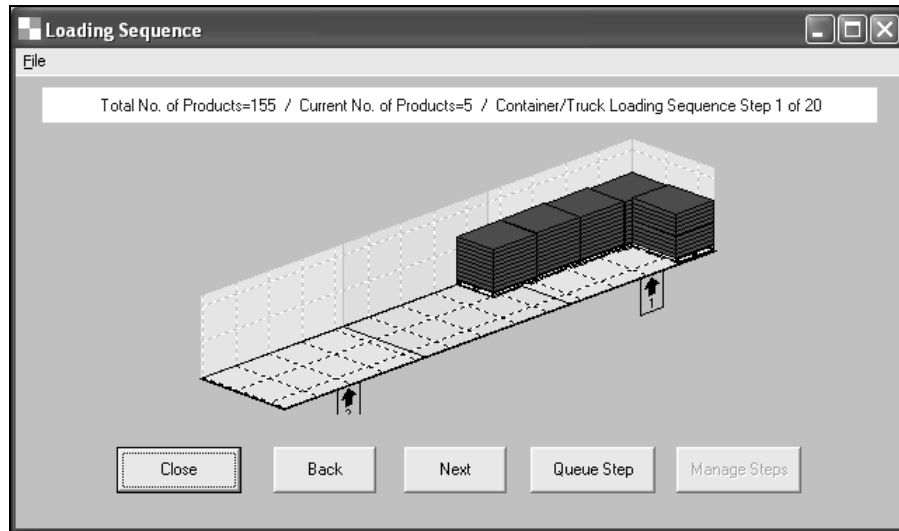 Loading Sequence
File
Total No. of Products=155 / Current No. of Products=5 / Container/Truck Loading Sequence Step 1 of 20
1
2
Close Back Next Queue Step Manage Steps